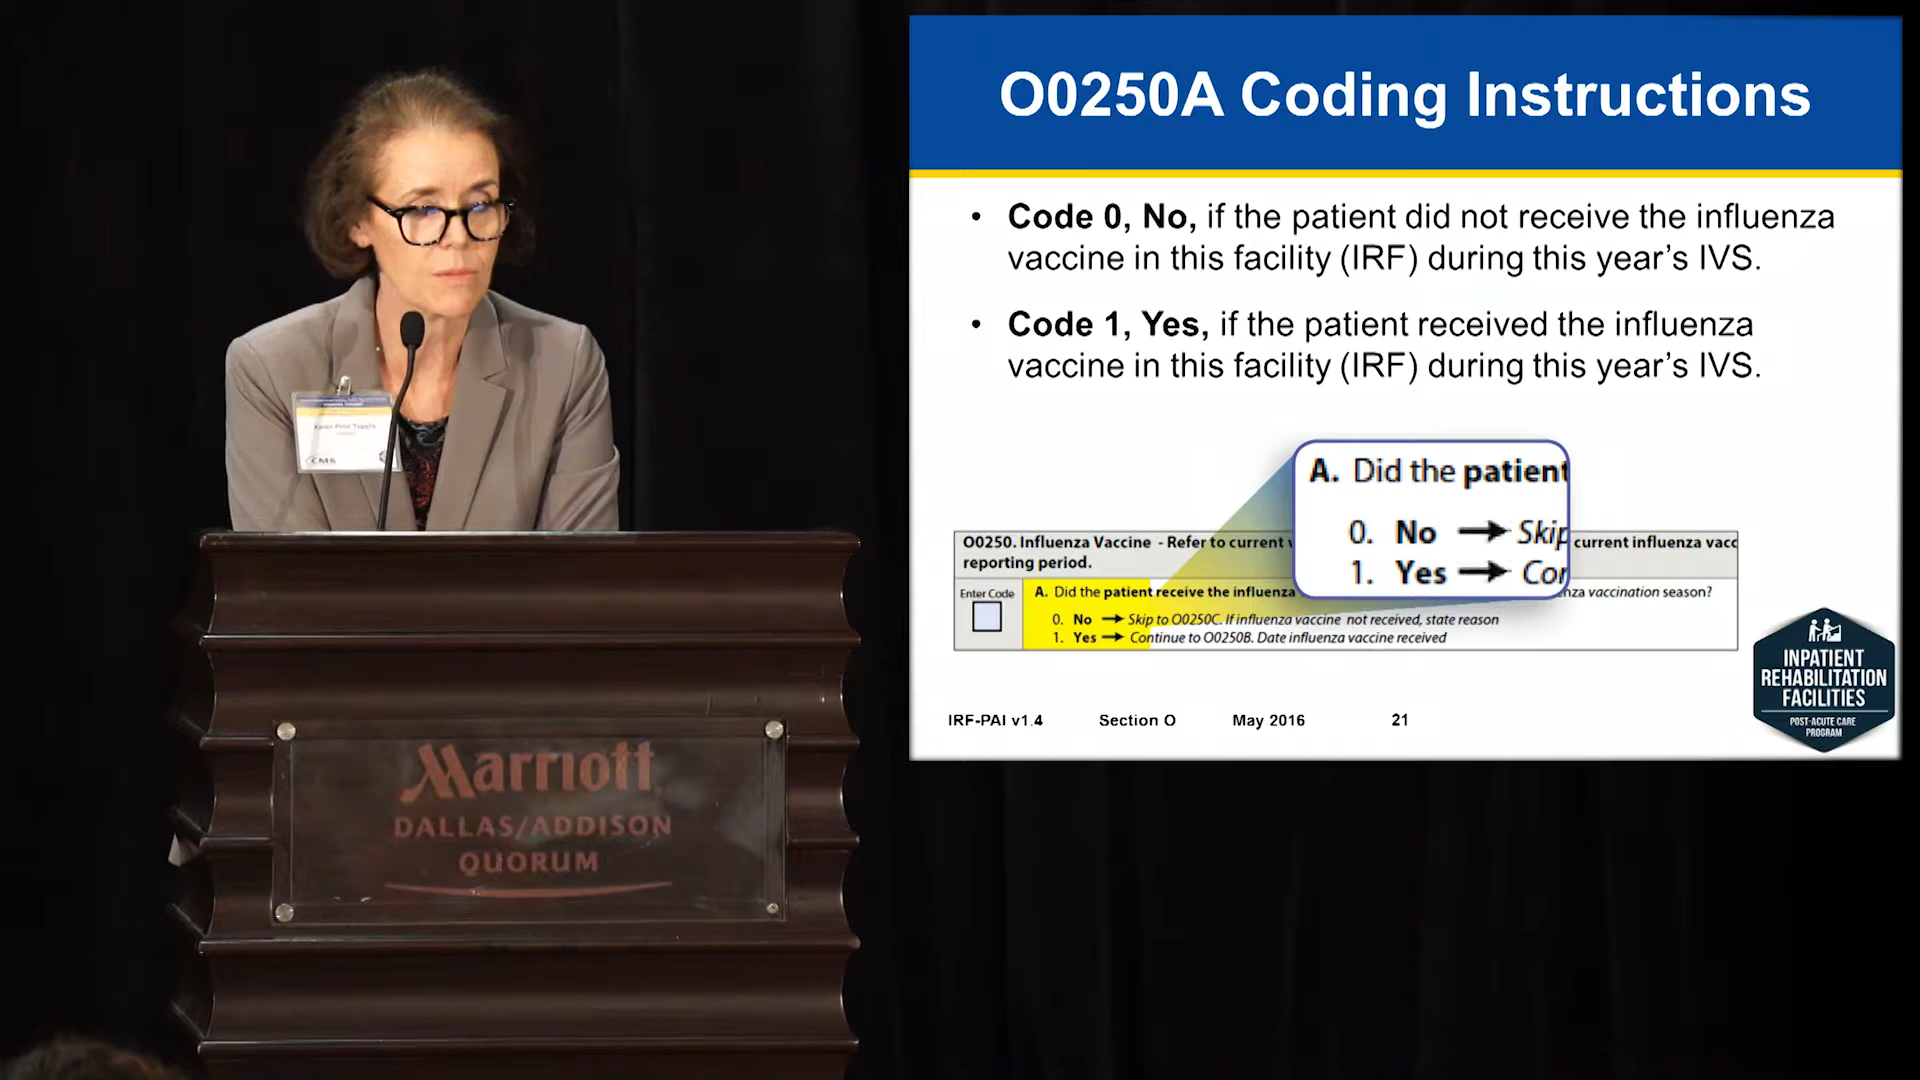 O0250A Coding Instructions
• Code 0, No, if the patient did not receive the influenza
vaccine in this facility (IRF) during this year’s IVS.
• Code 1, Yes, if the patient received the influenza
vaccine in this facility (IRF) during this year’s IVS.
A. Did the patient
0. No → Skip
1. Yes →
O0250. Influenza Vaccine - Refer to current current influenza
reporting period.
Enter Code
A. Did the patient receive the influenza vaccination season?
0. No → Skip to O0250C. If influenza vaccine not received, state reason
1. Yes → Continue to O0250B. Date influenza vaccine received
IRF-PAI v1.4 Section O May 2016 21
INPATIENT
REHABILITATION
FACILITIES
POST-ACUTE CARE
PROGRAM
CMS
Marriott
DALLAS/ADDISON
QUORUM